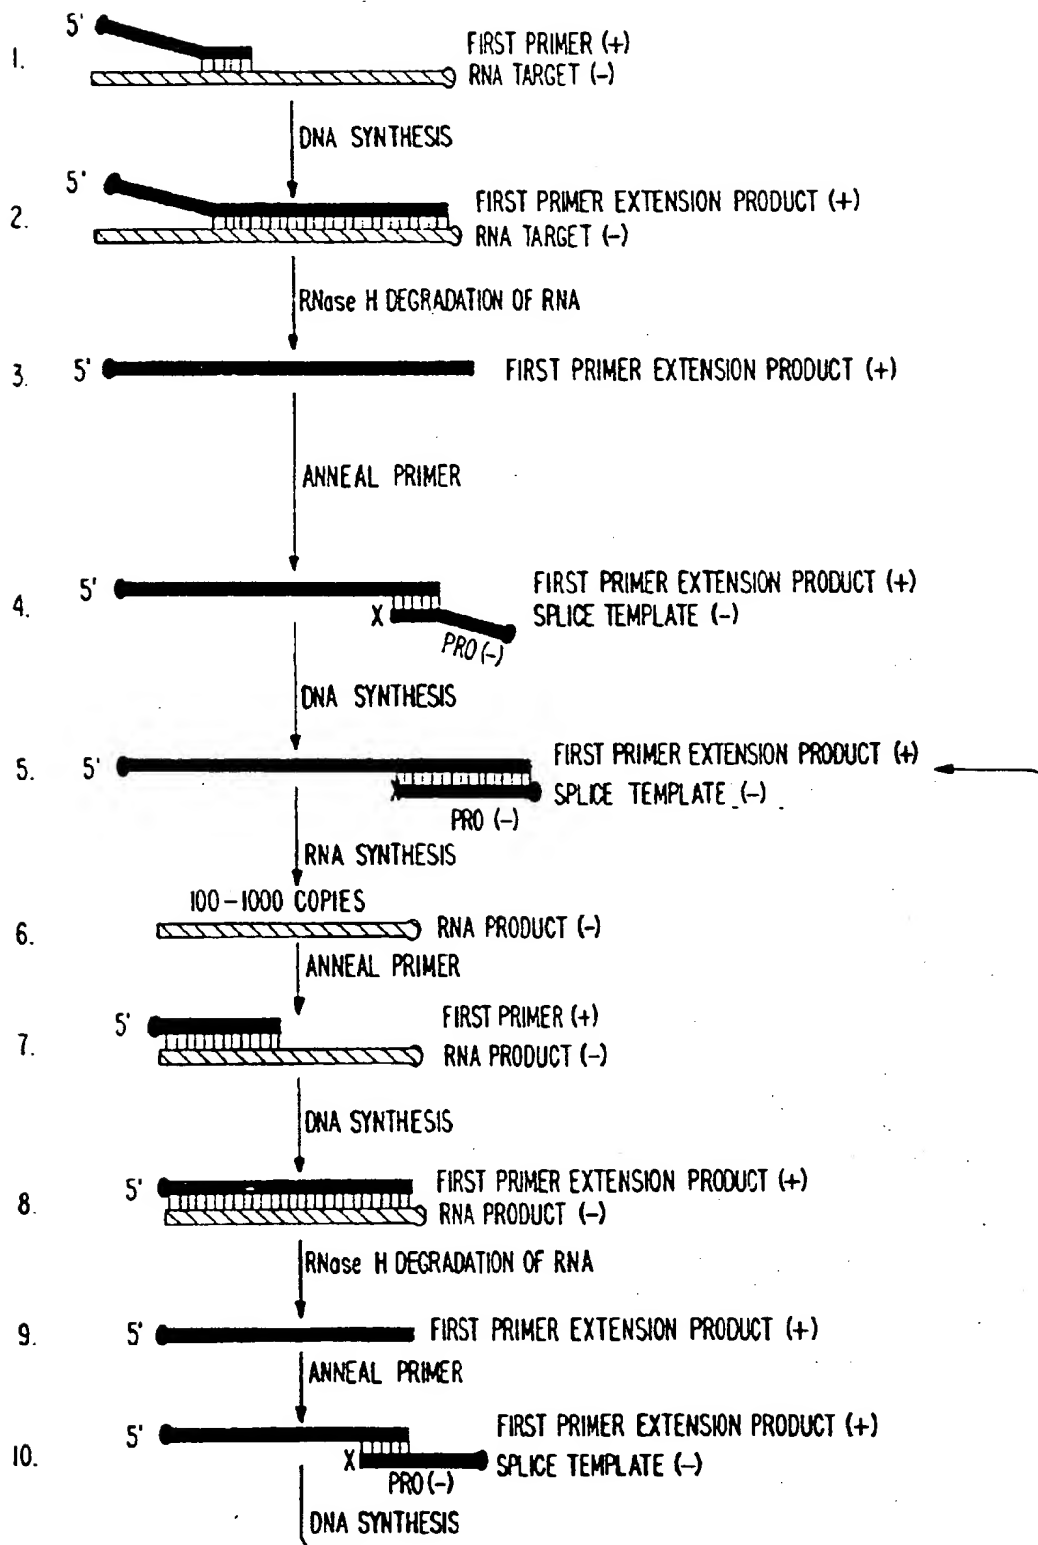 5'
1.
FIRST PRIMER (+)
RNA TARGET (-)
DNA SYNTHESIS
5'
2.
FIRST PRIMER EXTENSION PRODUCT (+)
RNA TARGET (-)
RNase H DEGRADATION OF RNA
3.
5'
FIRST PRIMER EXTENSION PRODUCT (+)
ANNEAL PRIMER
4.
5'
FIRST PRIMER EXTENSION PRODUCT (+)
X
SPLICE TEMPLATE (-)
PRO (-)
DNA SYNTHESIS
5.
5'
FIRST PRIMER EXTENSION PRODUCT (+)
X
SPLICE TEMPLATE (-)
PRO (-)
RNA SYNTHESIS
100-1000 COPIES
6.
RNA PRODUCT (-)
ANNEAL PRIMER
7.
5'
FIRST PRIMER (+)
RNA PRODUCT (-)
DNA SYNTHESIS
8.
5'
FIRST PRIMER EXTENSION PRODUCT (+)
RNA PRODUCT (-)
RNase H DEGRADATION OF RNA
9.
5'
FIRST PRIMER EXTENSION PRODUCT (+)
ANNEAL PRIMER
10.
5'
FIRST PRIMER EXTENSION PRODUCT (+)
X
SPLICE TEMPLATE (-)
PRO (-)
DNA SYNTHESIS